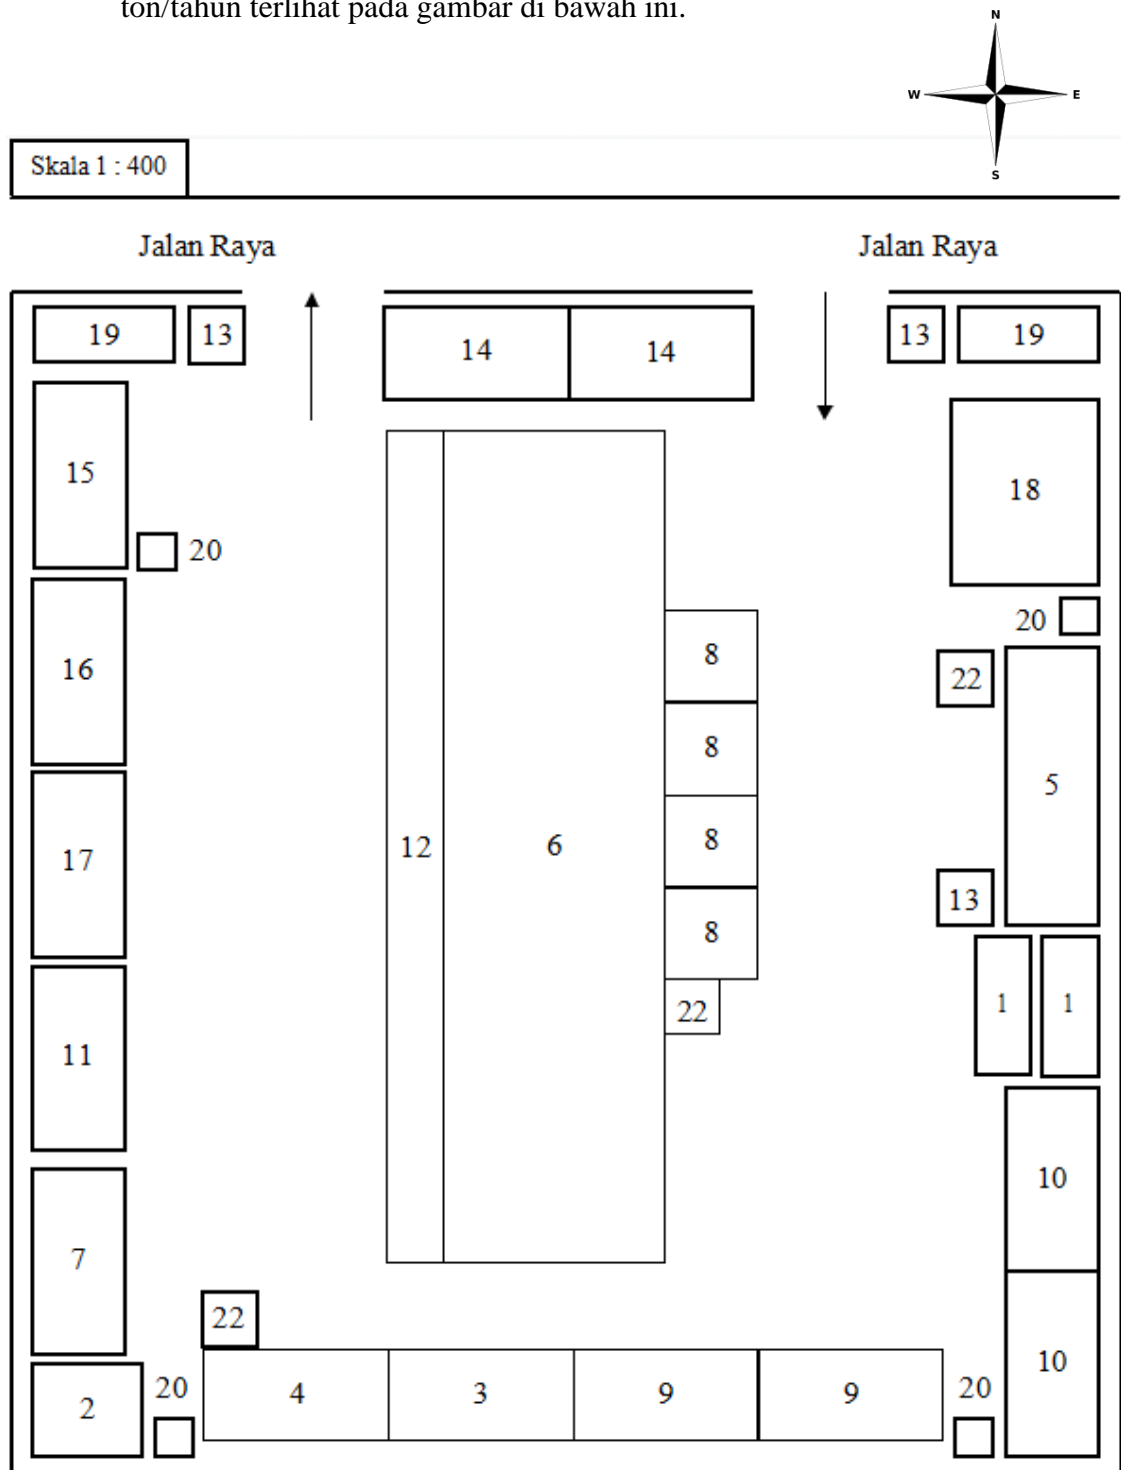 ton/tahun terlihat pada gambar di bawah ini.
N
W E
S
Skala 1 : 400
Jalan Raya Jalan Raya
19 13 14 14 13 19
15 18
20
8 20
16 22
8
5
17 12 6 8
13
8
1 1
22
11
10
7
22
10
20 20
2 4 3 9 9